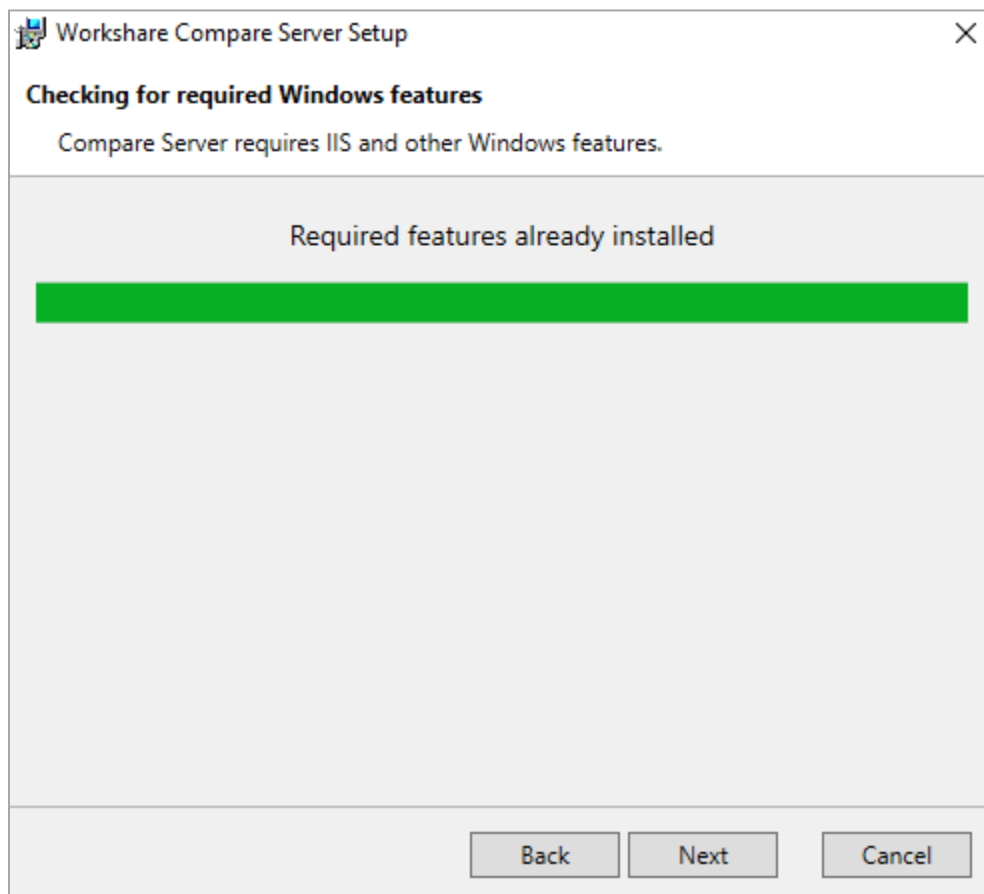 Workshare Compare Server Setup
Checking for required Windows features
Compare Server requires IIS and other Windows features.
Required features already installed
Back Next Cancel